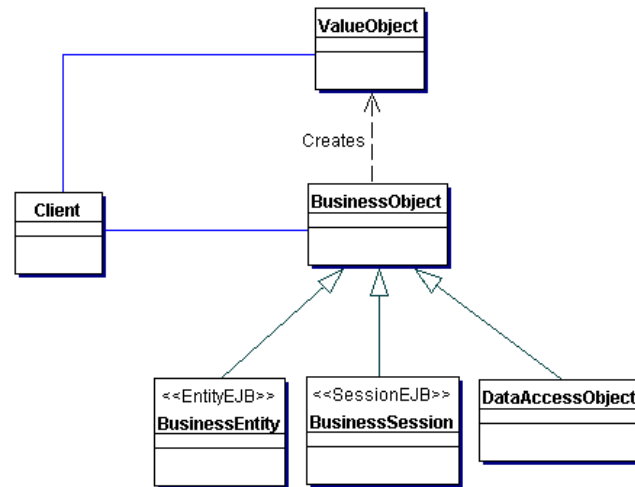 ValueObject
Creates
Client
BusinessObject
<<EntityEJB>>
BusinessEntity
<<SessionEJB>>
BusinessSession
DataAccessObject